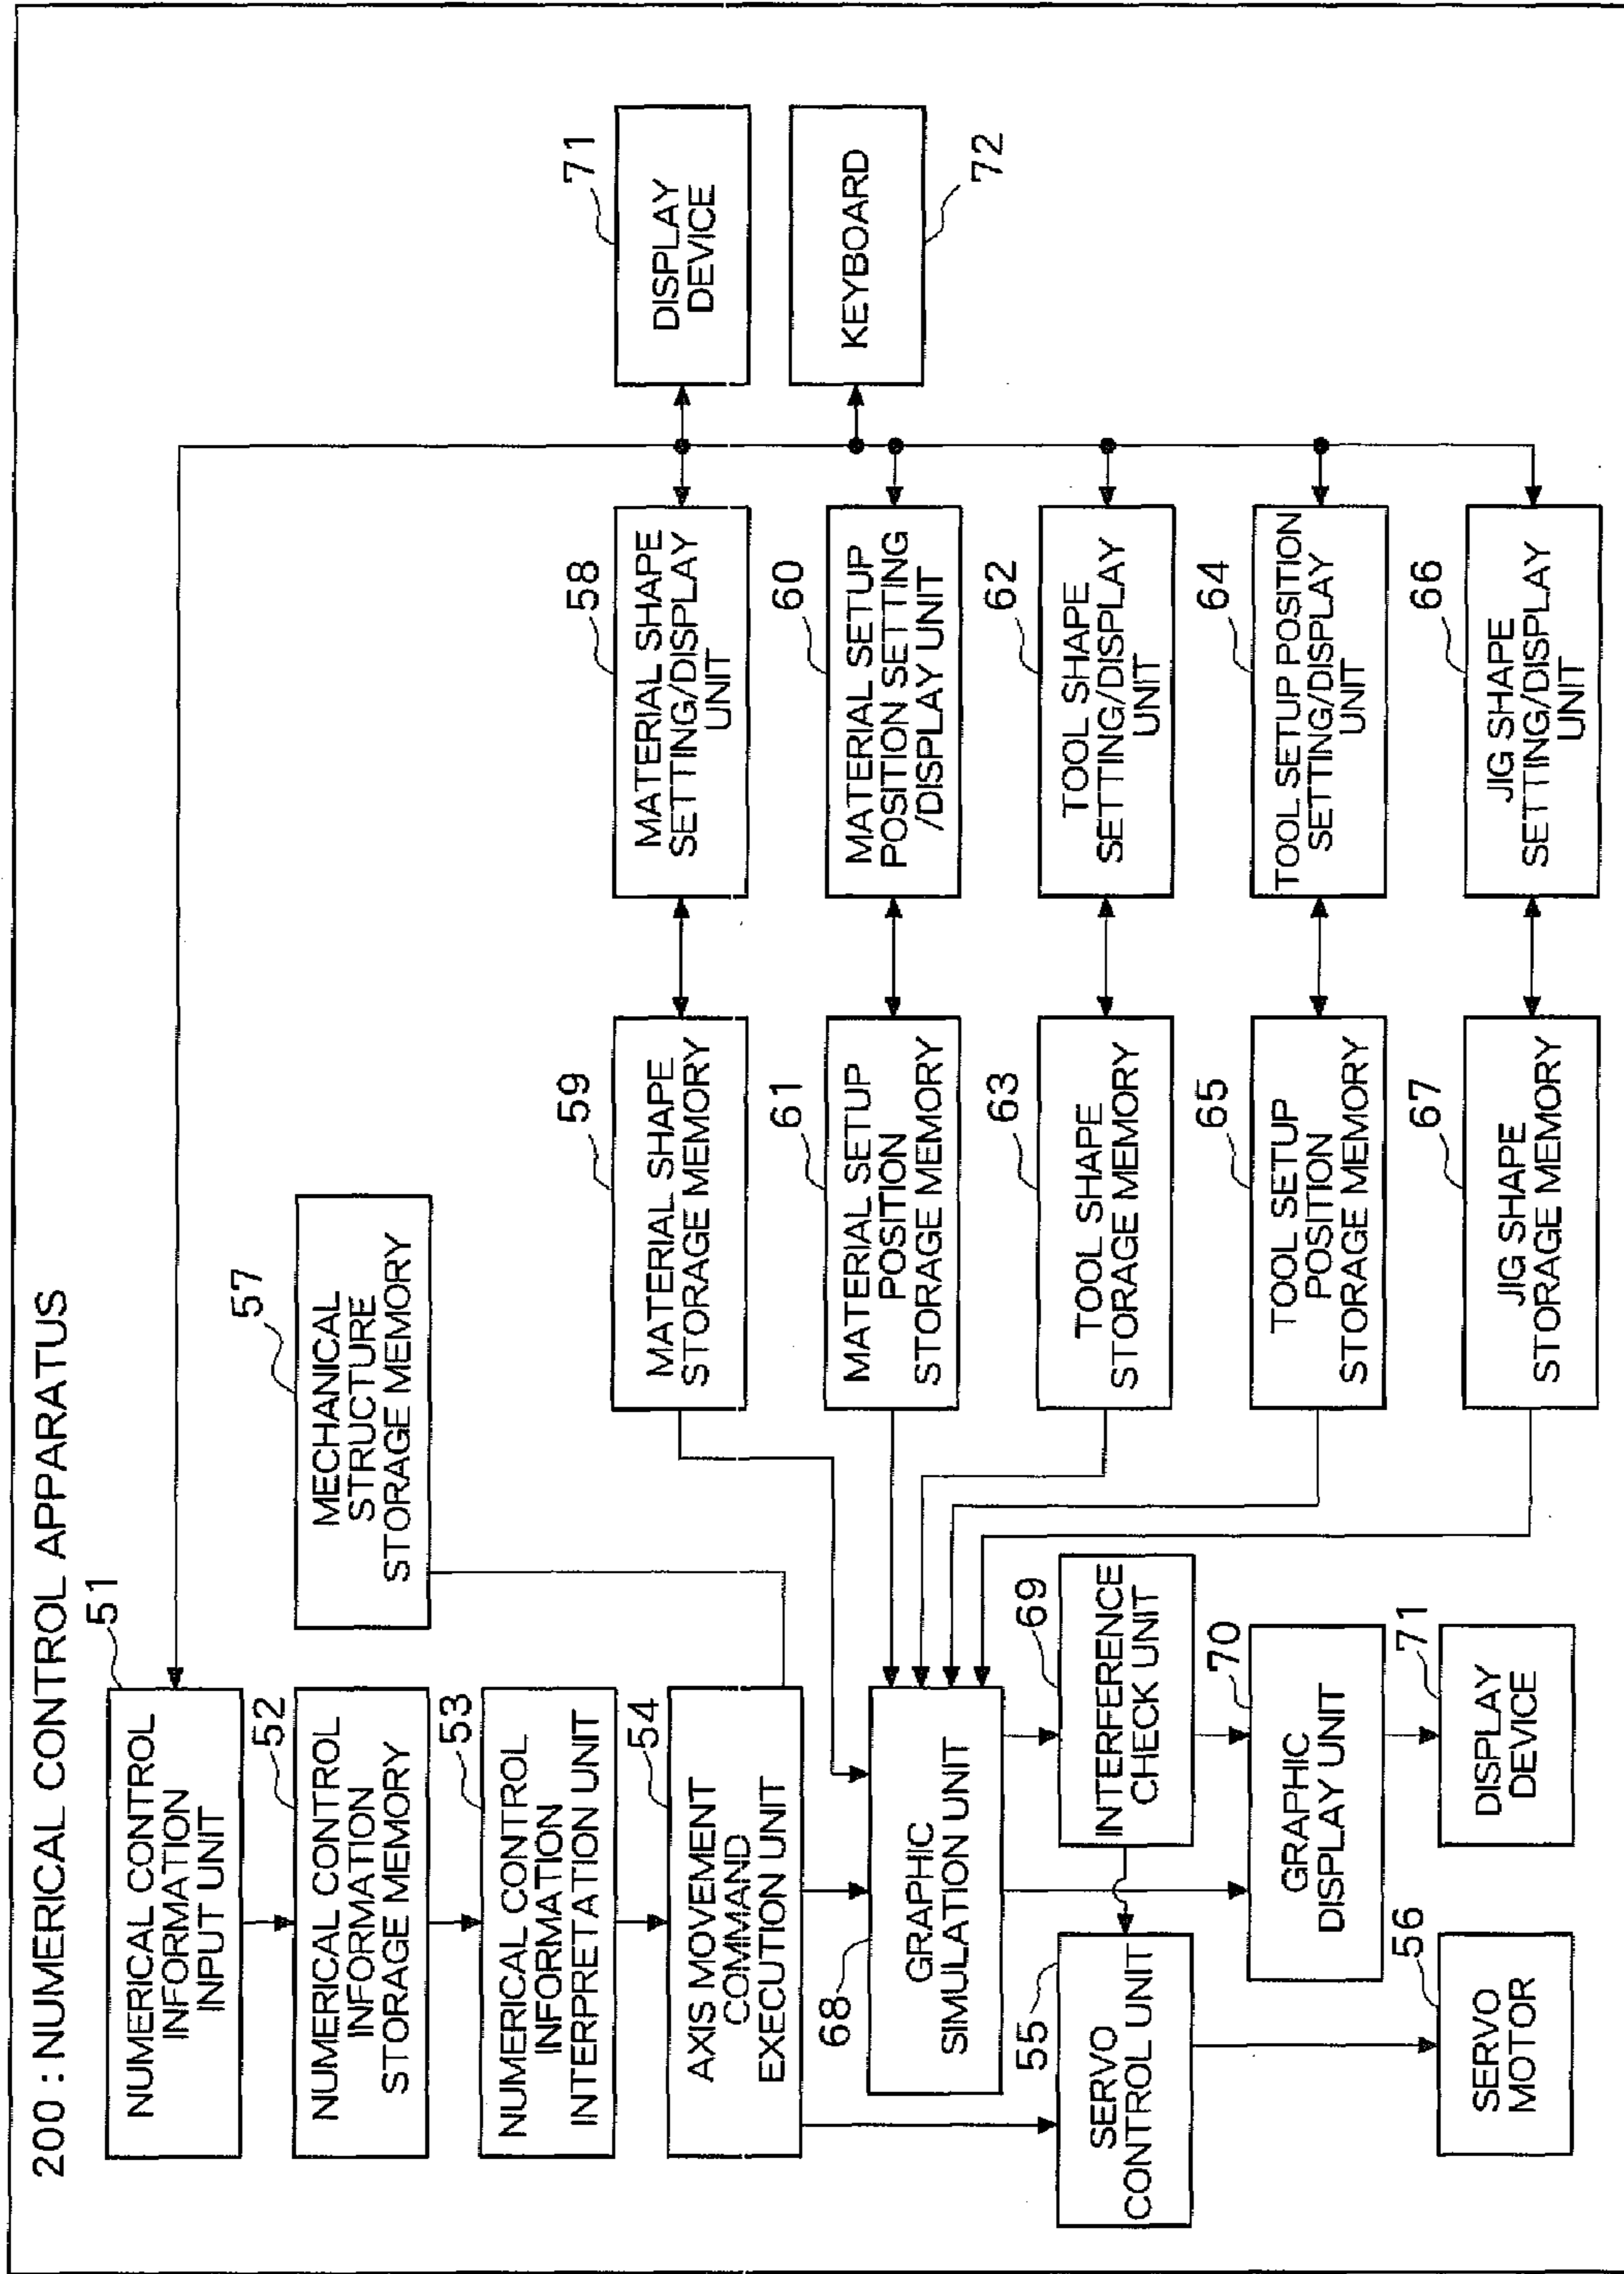 200 : NUMERICAL CONTROL APPARATUS
51
NUMERICAL CONTROL
INFORMATION
INPUT UNIT
52
NUMERICAL CONTROL
INFORMATION
STORAGE MEMORY
53
NUMERICAL CONTROL
INFORMATION
INTERPRETATION UNIT
54
AXIS MOVEMENT
COMMAND
EXECUTION UNIT
57
MECHANICAL
STRUCTURE
STORAGE MEMORY
68
GRAPHIC
SIMULATION UNIT
55
SERVO
CONTROL UNIT
69
INTERFERENCE
CHECK UNIT
70
GRAPHIC
DISPLAY UNIT
56
SERVO
MOTOR
71
DISPLAY
DEVICE
59
MATERIAL SHAPE
STORAGE MEMORY
61
MATERIAL SETUP
POSITION
STORAGE MEMORY
63
TOOL SHAPE
STORAGE MEMORY
65
TOOL SETUP
POSITION
STORAGE MEMORY
67
JIG SHAPE
STORAGE MEMORY
58
MATERIAL SHAPE
SETTING/DISPLAY
UNIT
60
MATERIAL SETUP
POSITION SETTING
/DISPLAY UNIT
62
TOOL SHAPE
SETTING/DISPLAY
UNIT
64
TOOL SETUP POSITION
SETTING/DISPLAY
UNIT
66
JIG SHAPE
SETTING/DISPLAY
UNIT
71
DISPLAY
DEVICE
KEYBOARD
72